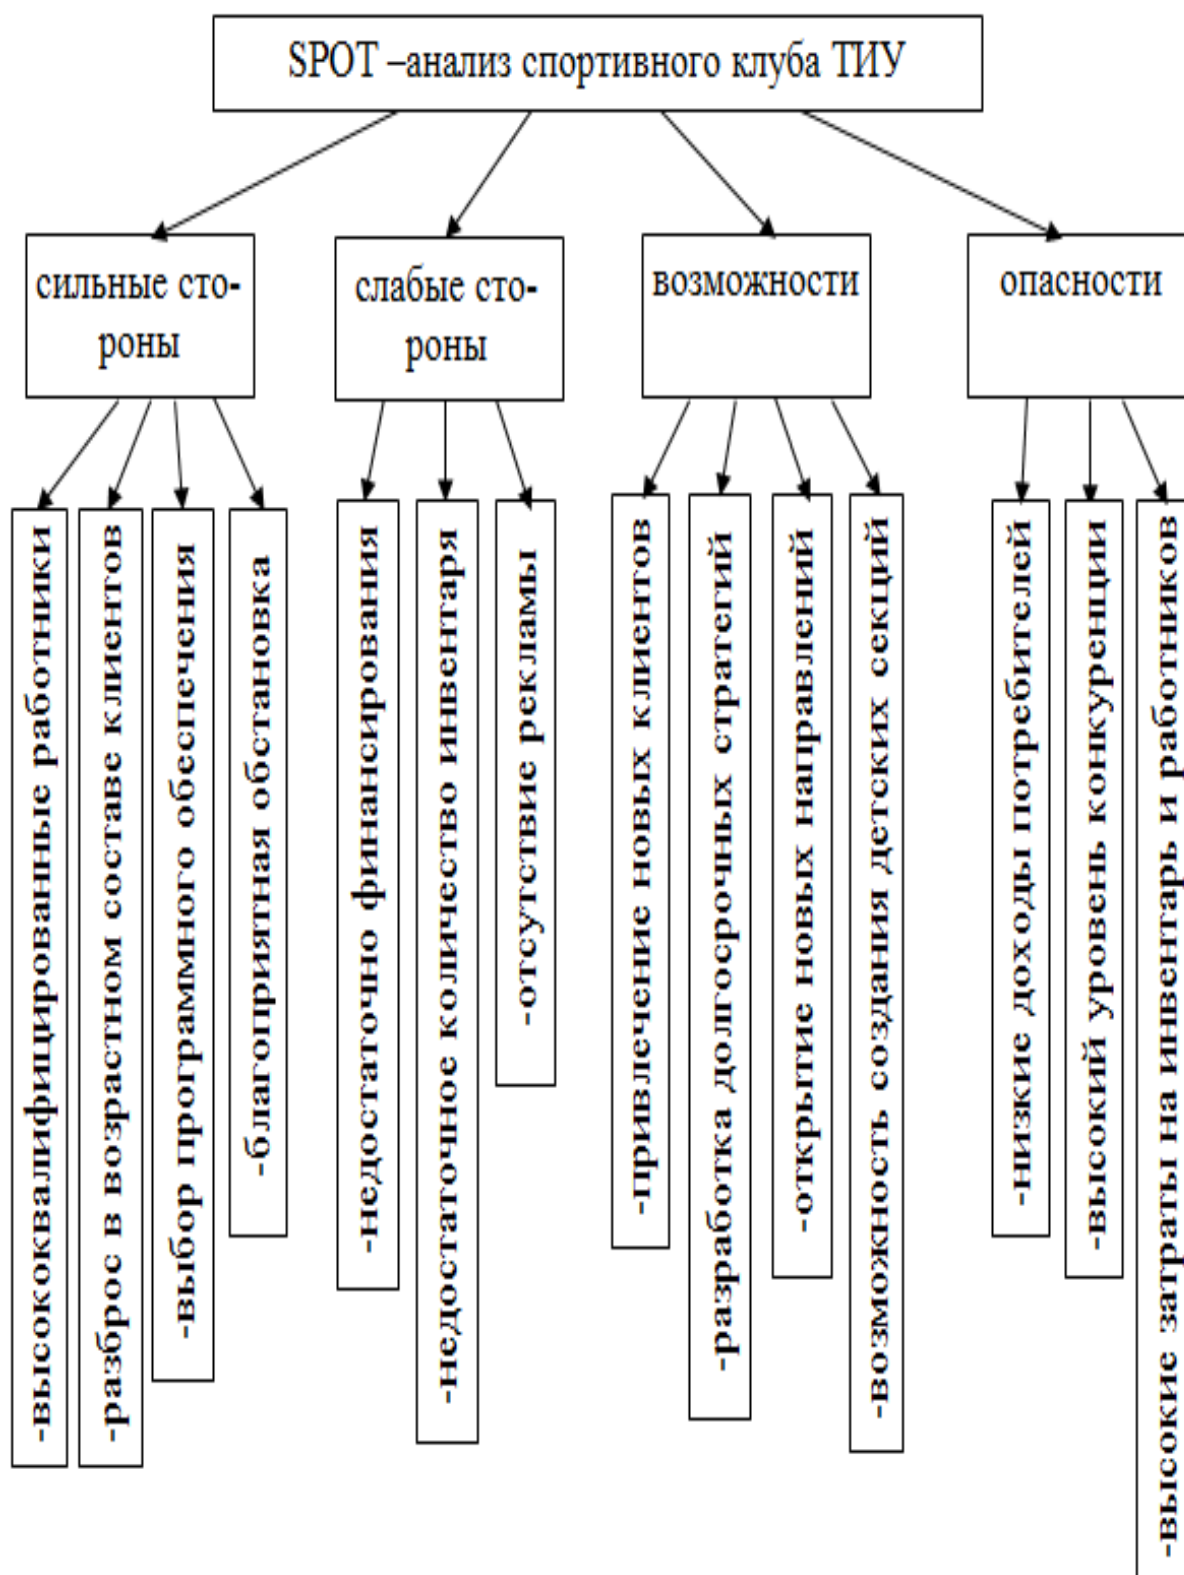 SPOT –анализ спортивного клуба ТИУ
сильные сто-
роны
слабые сто-
роны
возможности
опасности
-высококвалифицированные работники
-разброс в возрастном составе клиентов
-выбор программного обеспечения
-благоприятная обстановка
-недостаточно финансирования
-недостаточное количество инвентаря
-отсутствие рекламы
-привлечение новых клиентов
-разработка долгосрочных стратегий
-открытие новых направлений
-возможность создания детских секций
-низкие доходы потребителей
-высокий уровень конкуренции
-высокие затраты на инвентарь и работников